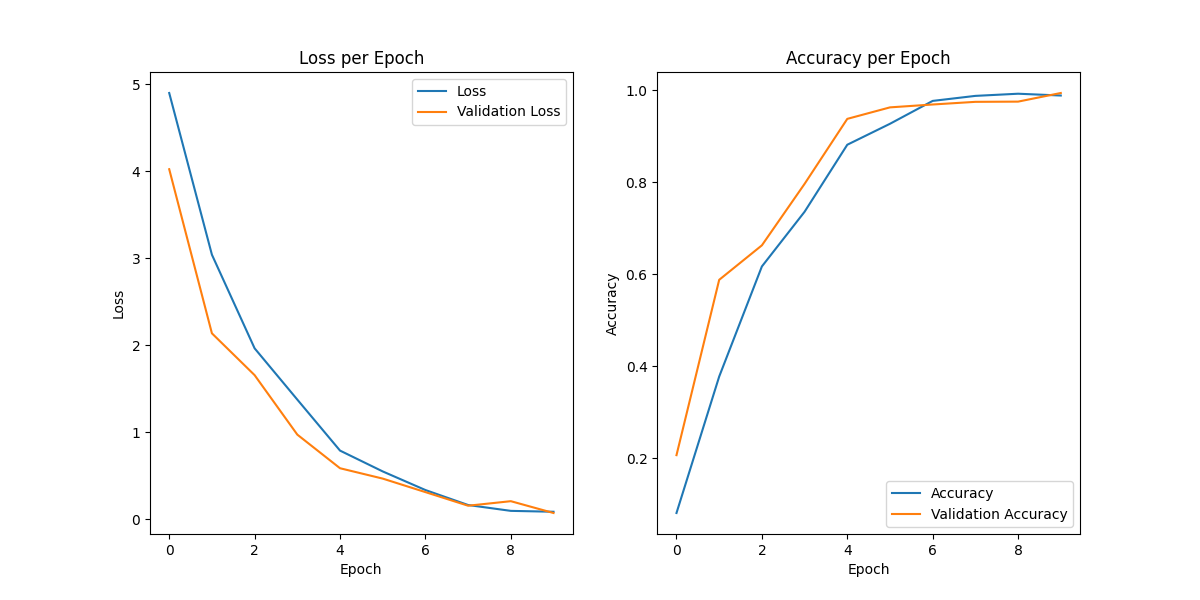 Loss per Epoch
Loss
Validation Loss
5
4
3
2
1
0
Loss
0 2 4 6 8
Epoch
Accuracy per Epoch
1.0
0.8
0.6
0.4
0.2
Accuracy
Accuracy
Validation Accuracy
0 2 4 6 8
Epoch